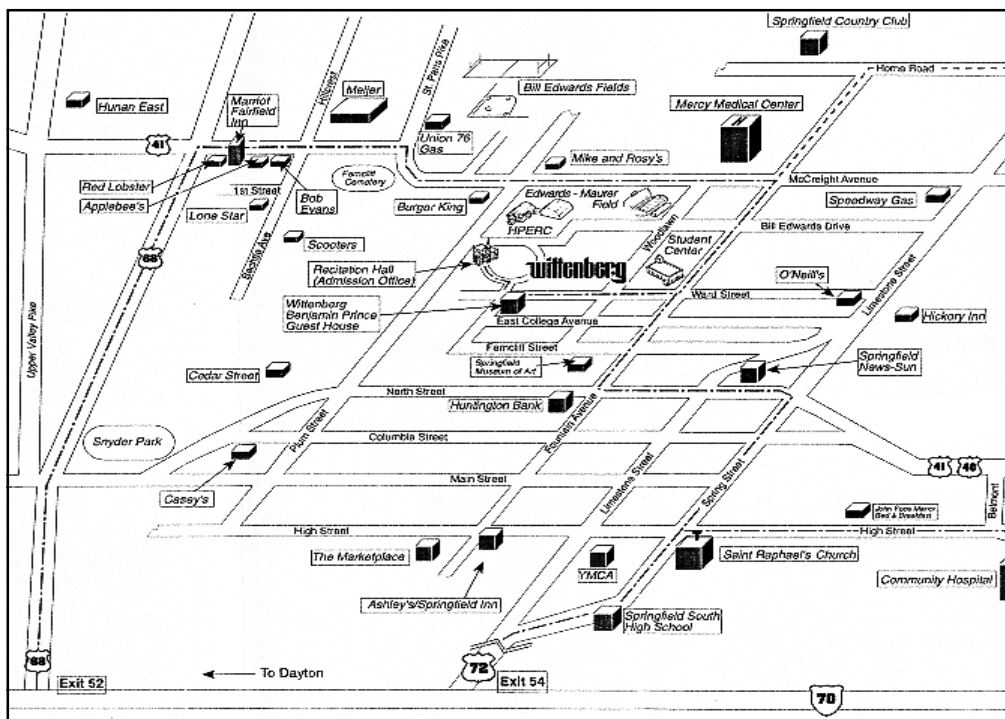 Springfield Country Club
Home Road
St. Paris Pike
Hillcrest
Meijer
Bill Edwards Fields
Marriot
Fairfield
Inn
Hunan East
Mercy Medical Center
41
Union 76
Gas
Mike and Rosy's
Red Lobster
Applebee's
1st Street
Bob
Evans
Ferncliff
Cemetery
McCreight Avenue
Lone Star
Burger King
Edwards - Maurer
Field
Speedway Gas
HPERC
Woodlawn
Bill Edwards Drive
Scooters
Bechtle Ave
68
Student
Center
Recitation Hall
(Admission Office)
Wittenberg
O'Neill's
Ward Street
Limestone Street
Wittenberg
Benjamin Prince
Guest House
Hickory Inn
East College Avenue
Upper Valley Pike
Ferncliff Street
Springfield
Museum of Art
Springfield
News-Sun
Cedar Street
North Street
Huntington Bank
Snyder Park
Plum Street
Columbia Street
Fountain Avenue
Casey's
Main Street
Limestone Street
Spring Street
41
Belmont
High Street
High Street
The Marketplace
YMCA
Saint Raphael's Church
Community Hospital
Ashley's/Springfield Inn
Springfield South
High School
68
Exit 52
To Dayton
72
Exit 54
70